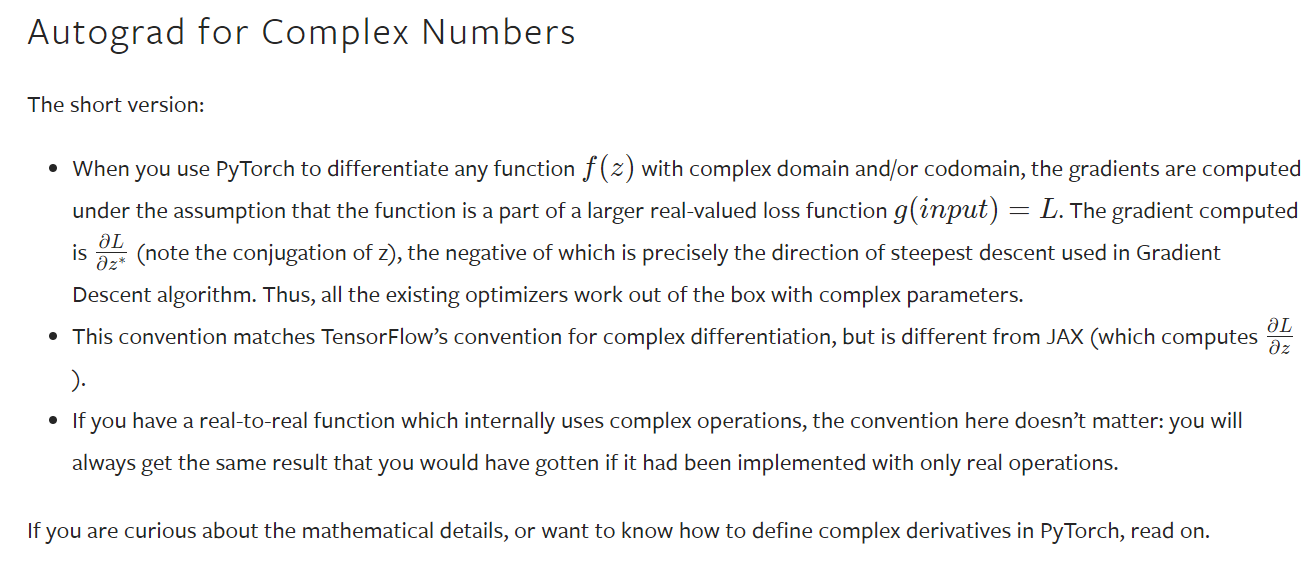 Autograd for Complex Numbers
The short version:
• When you use PyTorch to differentiate any function f(z) with complex domain and/or codomain, the gradients are computed
under the assumption that the function is a part of a larger real-valued loss function g(input) = L. The gradient computed
is ∂L/∂z* (note the conjugation of z), the negative of which is precisely the direction of steepest descent used in Gradient
Descent algorithm. Thus, all the existing optimizers work out of the box with complex parameters.
• This convention matches TensorFlow’s convention for complex differentiation, but is different from JAX (which computes ∂L/∂z
).
• If you have a real-to-real function which internally uses complex operations, the convention here doesn’t matter: you will
always get the same result that you would have gotten if it had been implemented with only real operations.
If you are curious about the mathematical details, or want to know how to define complex derivatives in PyTorch, read on.